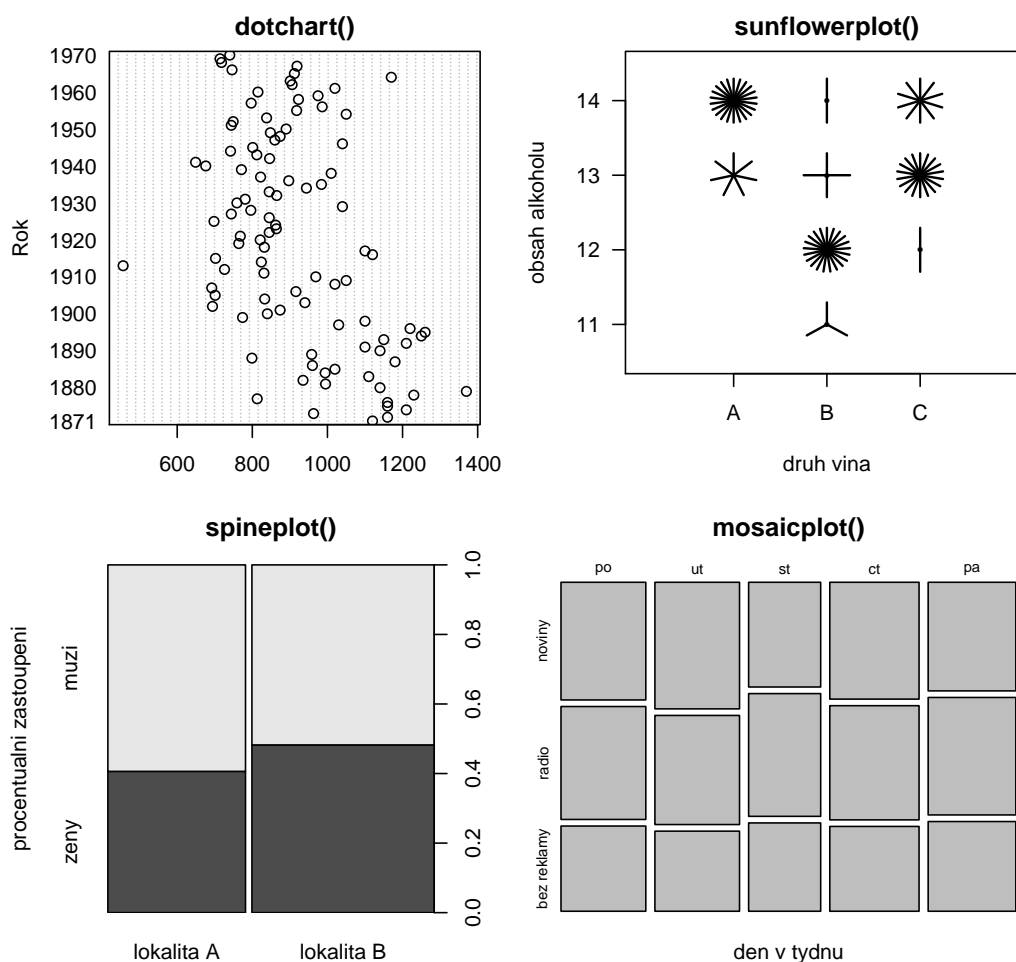 dotchart()
Rok
1970
1960
1950
1940
1930
1920
1910
1900
1890
1880
1871
600 800 1000 1200 1400
sunflowerplot()
obsah alkoholu
14
13
12
11
A B C
druh vina
spineplot()
procentualni zastoupeni
muzi
zeny
1.0
0.8
0.6
0.4
0.2
0.0
lokalita A lokalita B
mosaicplot()
po ut st ct pa
noviny
radio
bez reklamy
den v tydnu